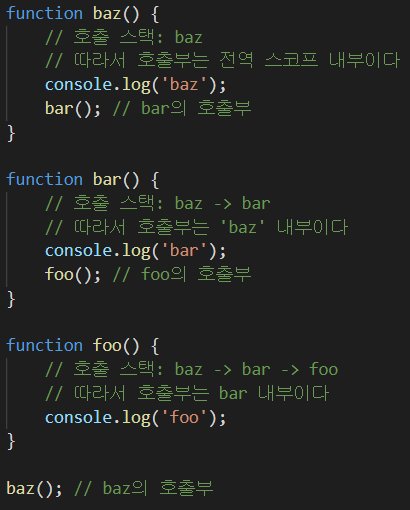 function baz() {
    // 호출 스택: baz
    // 따라서 호출부는 전역 스코프 내부이다
    console.log('baz');
    bar(); // bar의 호출부
}

function bar() {
    // 호출 스택: baz -> bar
    // 따라서 호출부는 'baz' 내부이다
    console.log('bar');
    foo(); // foo의 호출부
}

function foo() {
    // 호출 스택: baz -> bar -> foo
    // 따라서 호출부는 bar 내부이다
    console.log('foo');
}

baz(); // baz의 호출부